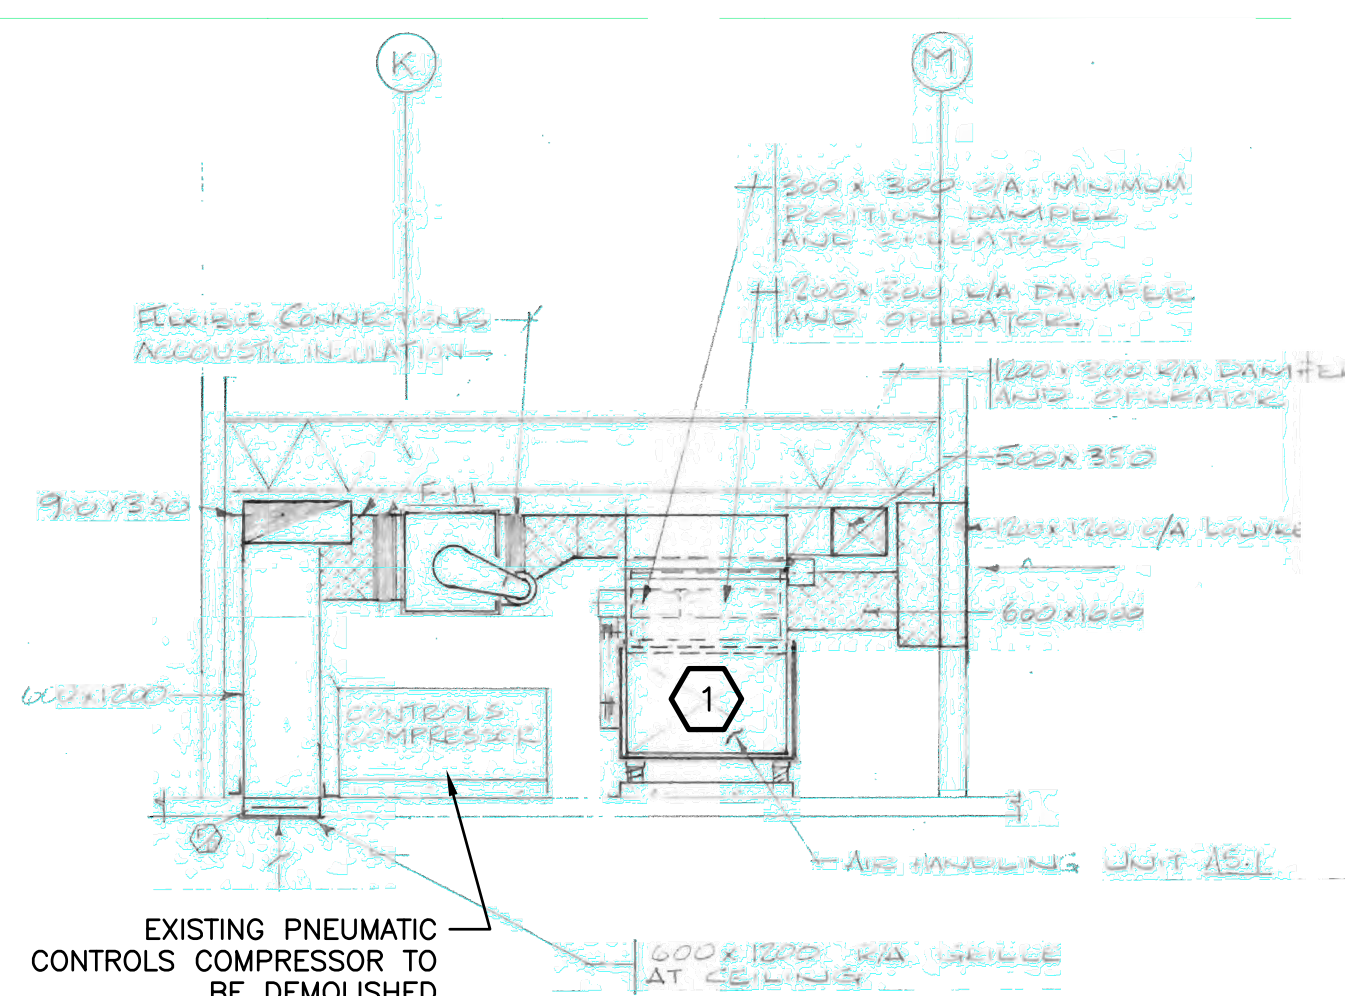 K
M
300 x 300 O/A. MINIMUM
POSITION DAMPER
AND OPERATOR
1200 x 300 O/A DAMPER
AND OPERATOR
FLEXIBLE CONNECTIONS
ACCOUSTIC INSULATION
1200 x 300 R/A DAMPER
AND OPERATOR
500 x 350
900 x 350
F-11
1200 x 1200 O/A LOUVRE
600 x 1000
600 x 1200
CONTROLS
COMPRESSOR
1
AIR HANDLING UNIT AS-1
EXISTING PNEUMATIC
CONTROLS COMPRESSOR TO
BE DEMOLISHED
600 x 1200 R/A GRILLE
AT CEILING